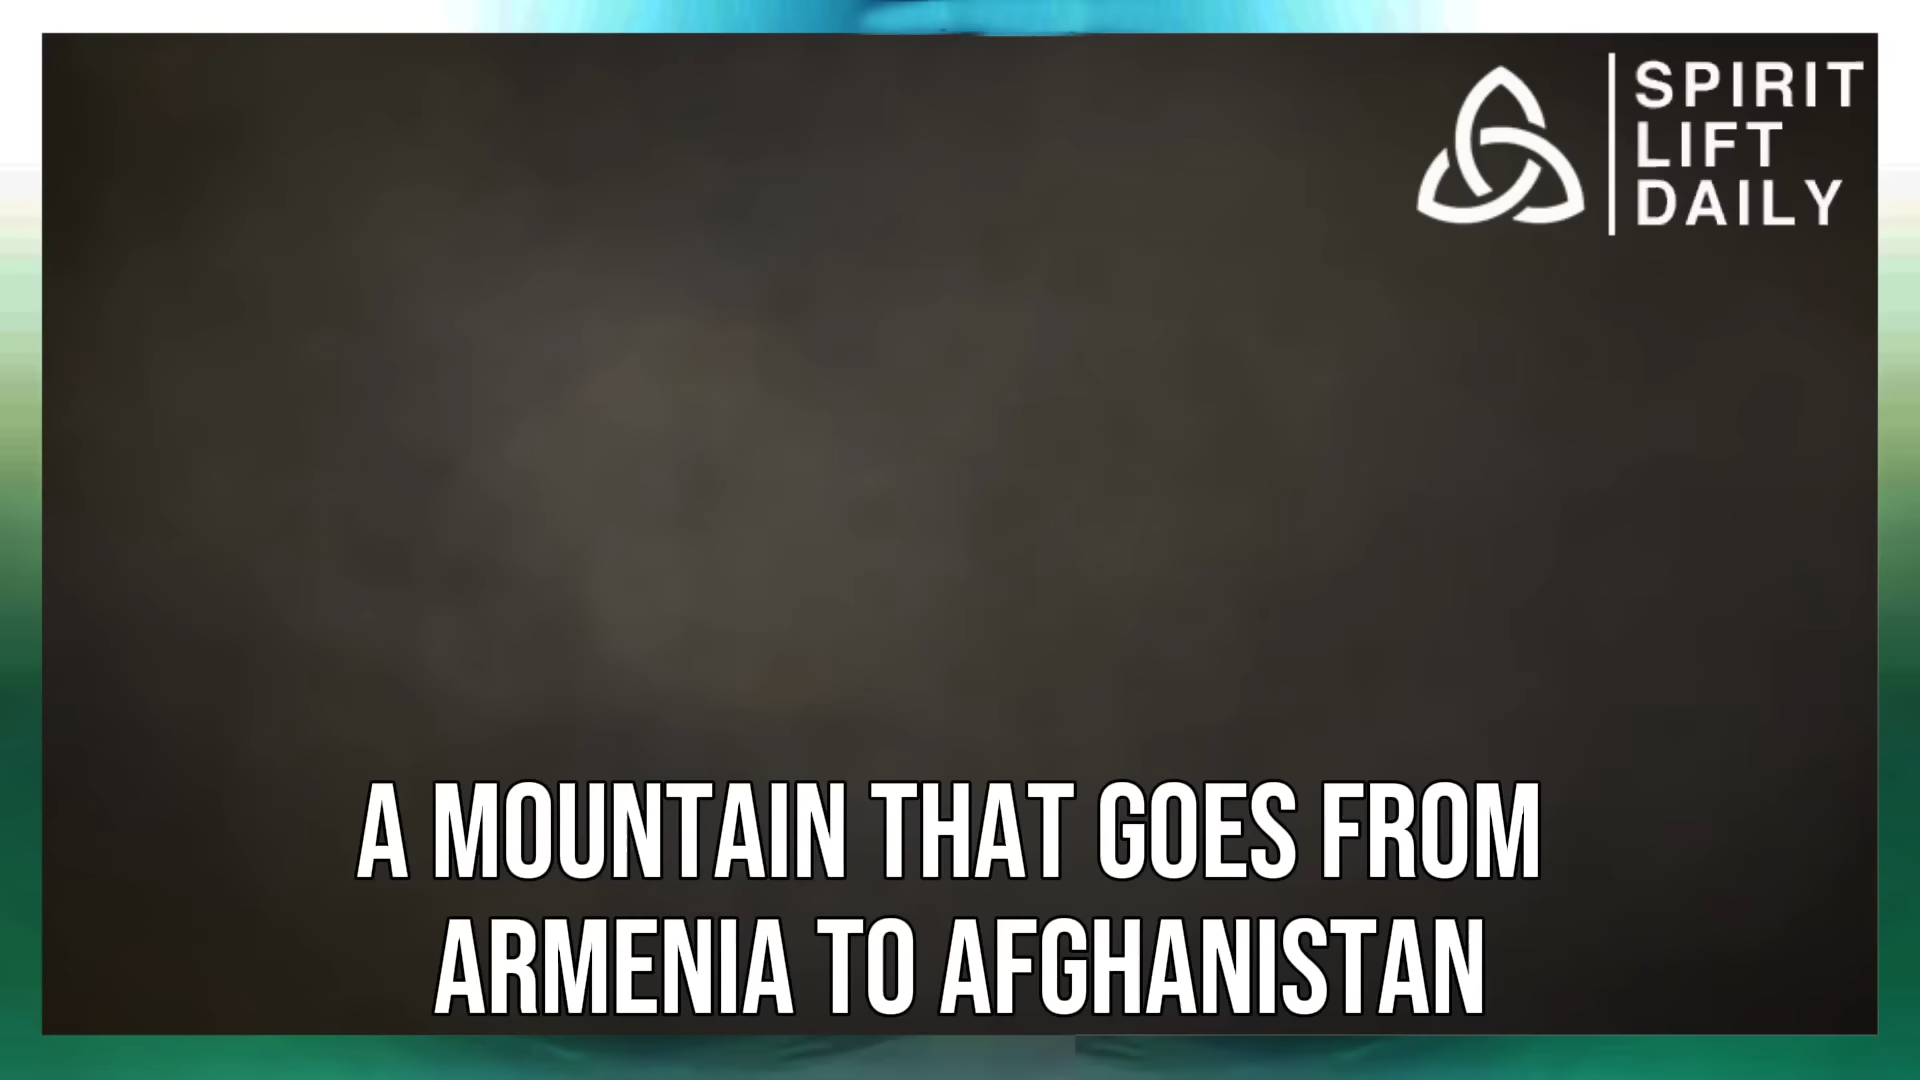 SPIRIT
LIFT
DAILY
A MOUNTAIN THAT GOES FROM
ARMENIA TO AFGHANISTAN